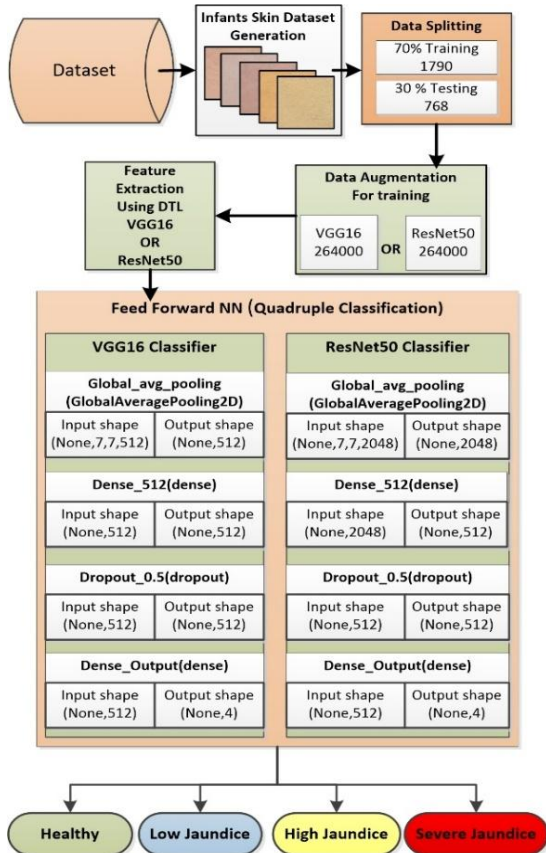 Dataset
Infants Skin Dataset
Generation
Data Splitting
70% Training
1790
30 % Testing
768
Feature
Extraction
Using DTL
VGG16
OR
ResNet50
Data Augmentation
For training
VGG16
264000
OR
ResNet50
264000
Feed Forward NN (Quadruple Classification)
VGG16 Classifier
Global_avg_pooling
(GlobalAveragePooling2D)
Input shape
(None,7,7,512)
Output shape
(None,512)
Dense_512(dense)
Input shape
(None,512)
Output shape
(None,512)
Dropout_0.5(dropout)
Input shape
(None,512)
Output shape
(None,512)
Dense_Output(dense)
Input shape
(None,512)
Output shape
(None,4)
ResNet50 Classifier
Global_avg_pooling
(GlobalAveragePooling2D)
Input shape
(None,7,7,2048)
Output shape
(None,2048)
Dense_512(dense)
Input shape
(None,2048)
Output shape
(None,512)
Dropout_0.5(dropout)
Input shape
(None,512)
Output shape
(None,512)
Dense_Output(dense)
Input shape
(None,512)
Output shape
(None,4)
Healthy
Low Jaundice
High Jaundice
Severe Jaundice